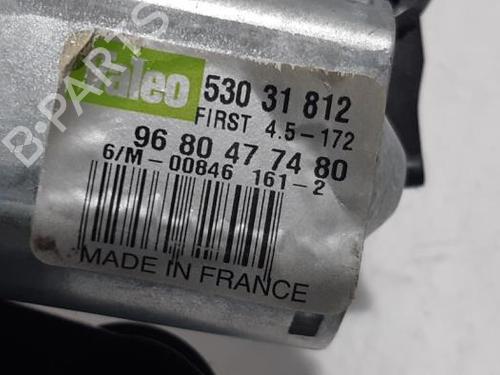 Valeo 530 31 812
FIRST 4.5-172
96 80 47 74 80
6/M-00846 161-2
MADE IN FRANCE
B-PARTS